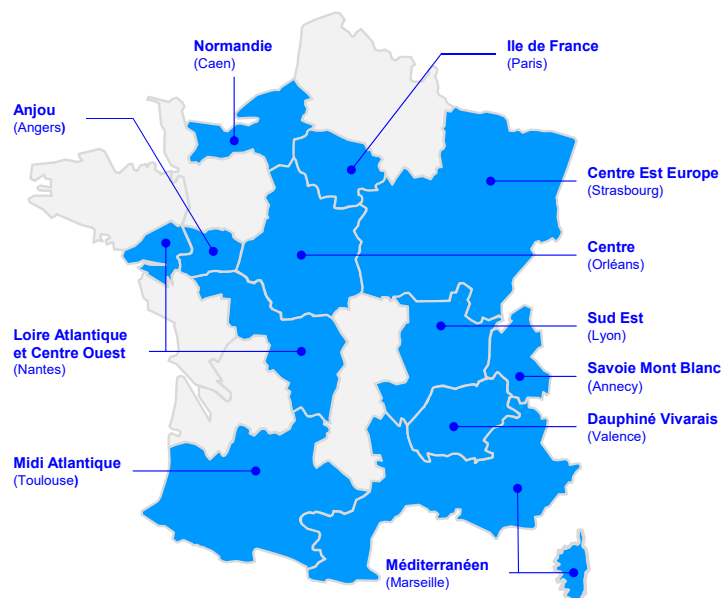 Normandie
(Caen)
Ile de France
(Paris)
Anjou
(Angers)
Centre Est Europe
(Strasbourg)
Centre
(Orléans)
Loire Atlantique
et Centre Ouest
(Nantes)
Sud Est
(Lyon)
Savoie Mont Blanc
(Annecy)
Dauphiné Vivarais
(Valence)
Midi Atlantique
(Toulouse)
Méditerranéen
(Marseille)